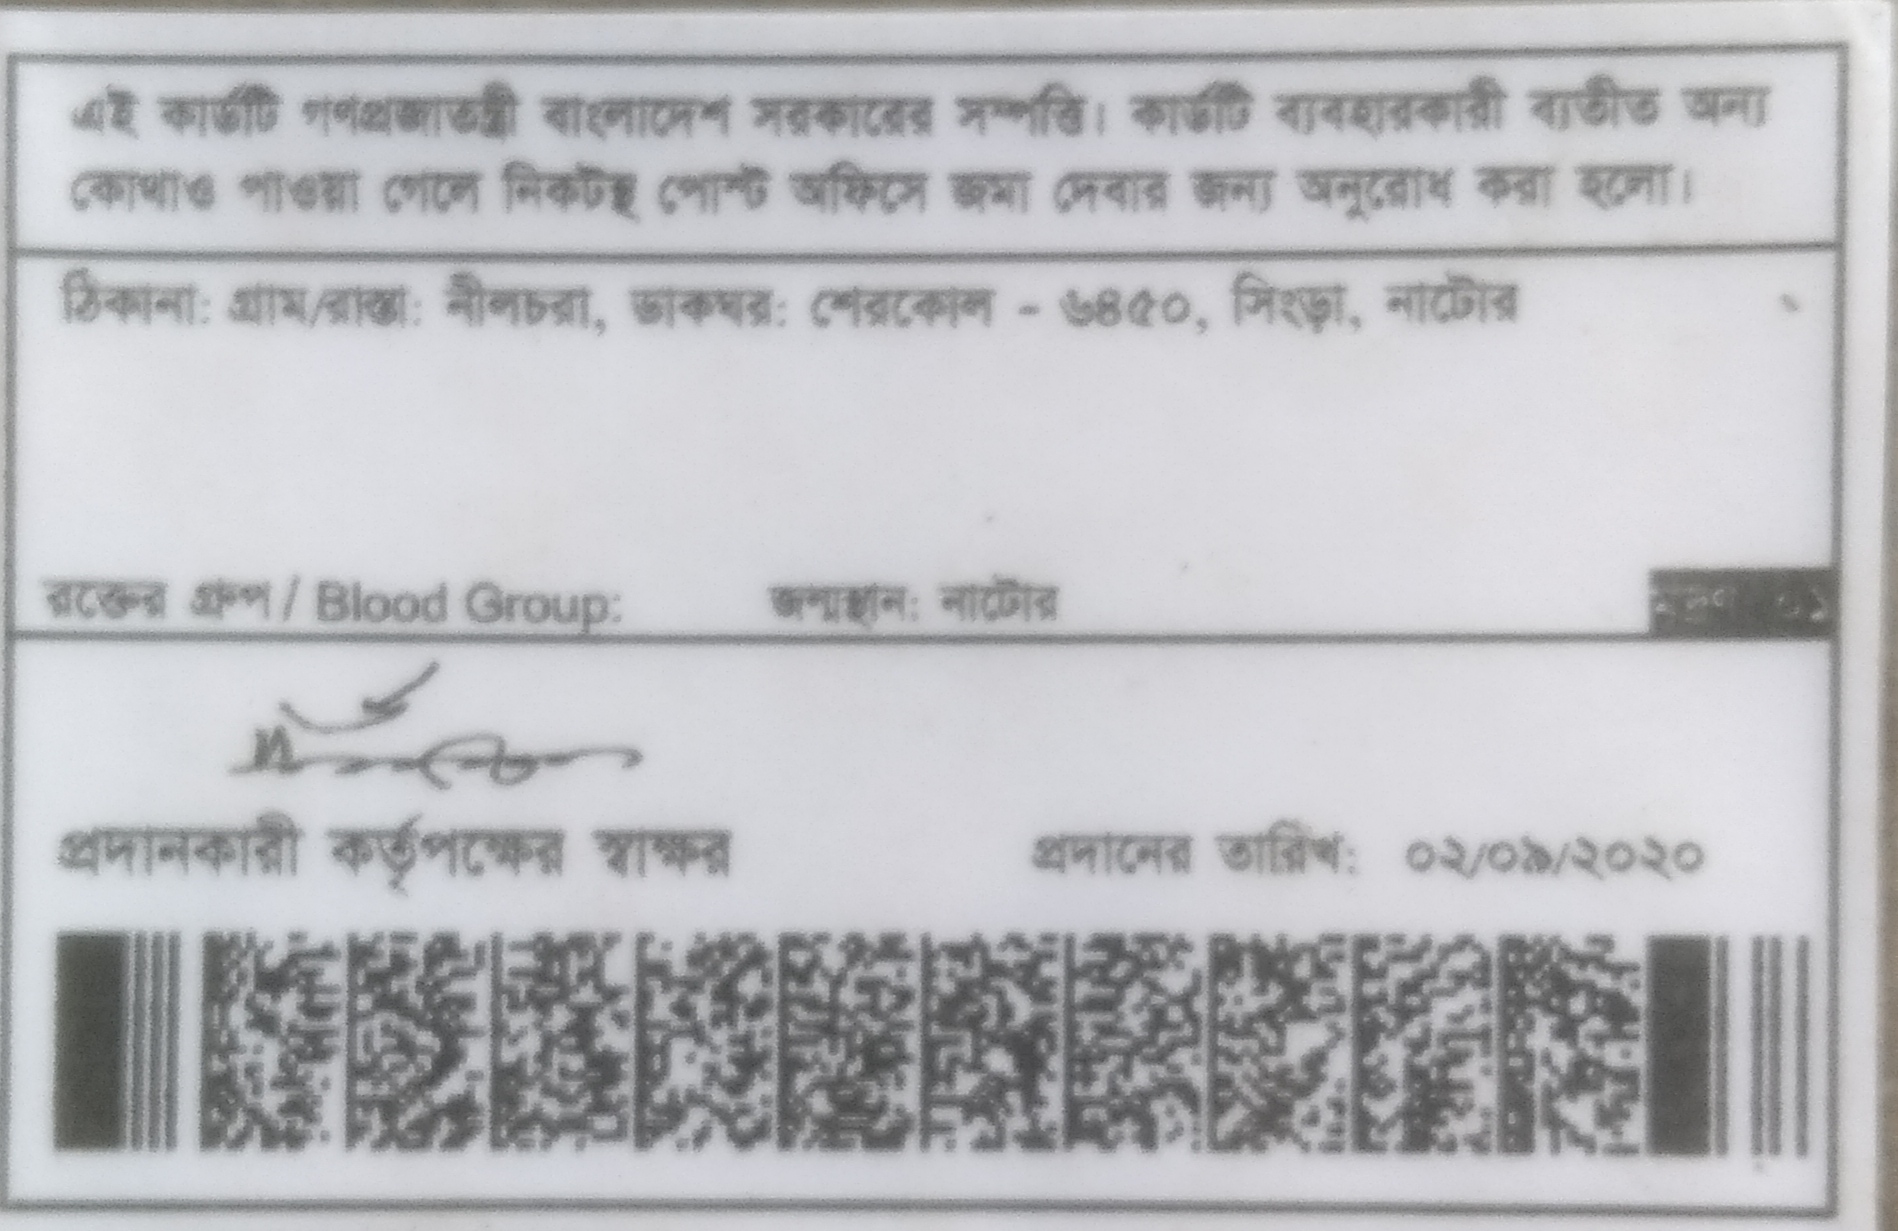 এই কার্ডটি গণপ্রজাতন্ত্রী বাংলাদেশ সরকারের সম্পত্তি। কার্ডটি ব্যবহারকারী ব্যতীত অন্য
কোথাও পাওয়া গেলে নিকটস্থ পোস্ট অফিসে জমা দেবার জন্য অনুরোধ করা হলো।
ঠিকানা: গ্রাম/রাস্তা: নীলচরা, ডাকঘর: শেরকোল - ৬৪৫০, সিংড়া, নাটোর
রক্তের গ্রুপ / Blood Group: জন্মস্থান: নাটোর
প্রদানকারী কর্তৃপক্ষের স্বাক্ষর প্রদানের তারিখ: ০২/০৯/২০২০